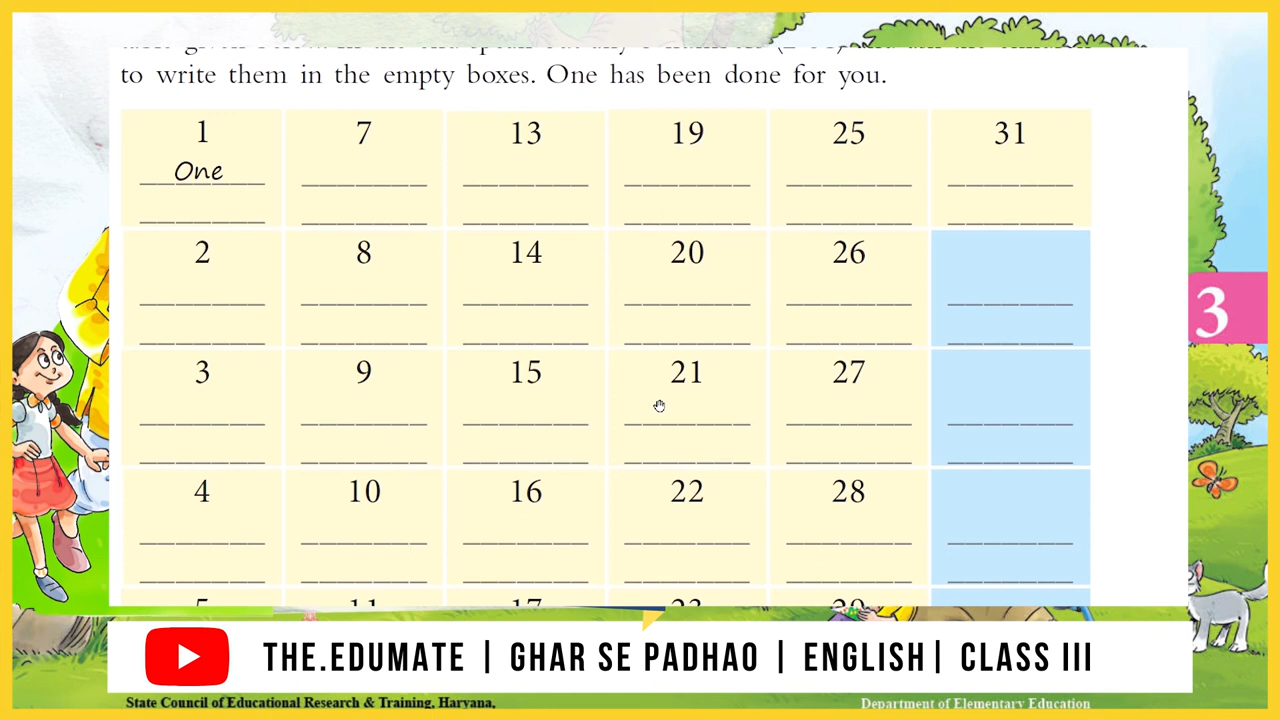 to write them in the empty boxes. One has been done for you.
1 7 13 19 25 31
One
2 8 14 20 26
3 9 15 21 27
4 10 16 22 28
3
THE.EDUMATE | GHAR SE PADHAO | ENGLISH| CLASS III
State Council of Educational Research & Training, Haryana,
Department of Elementary Education